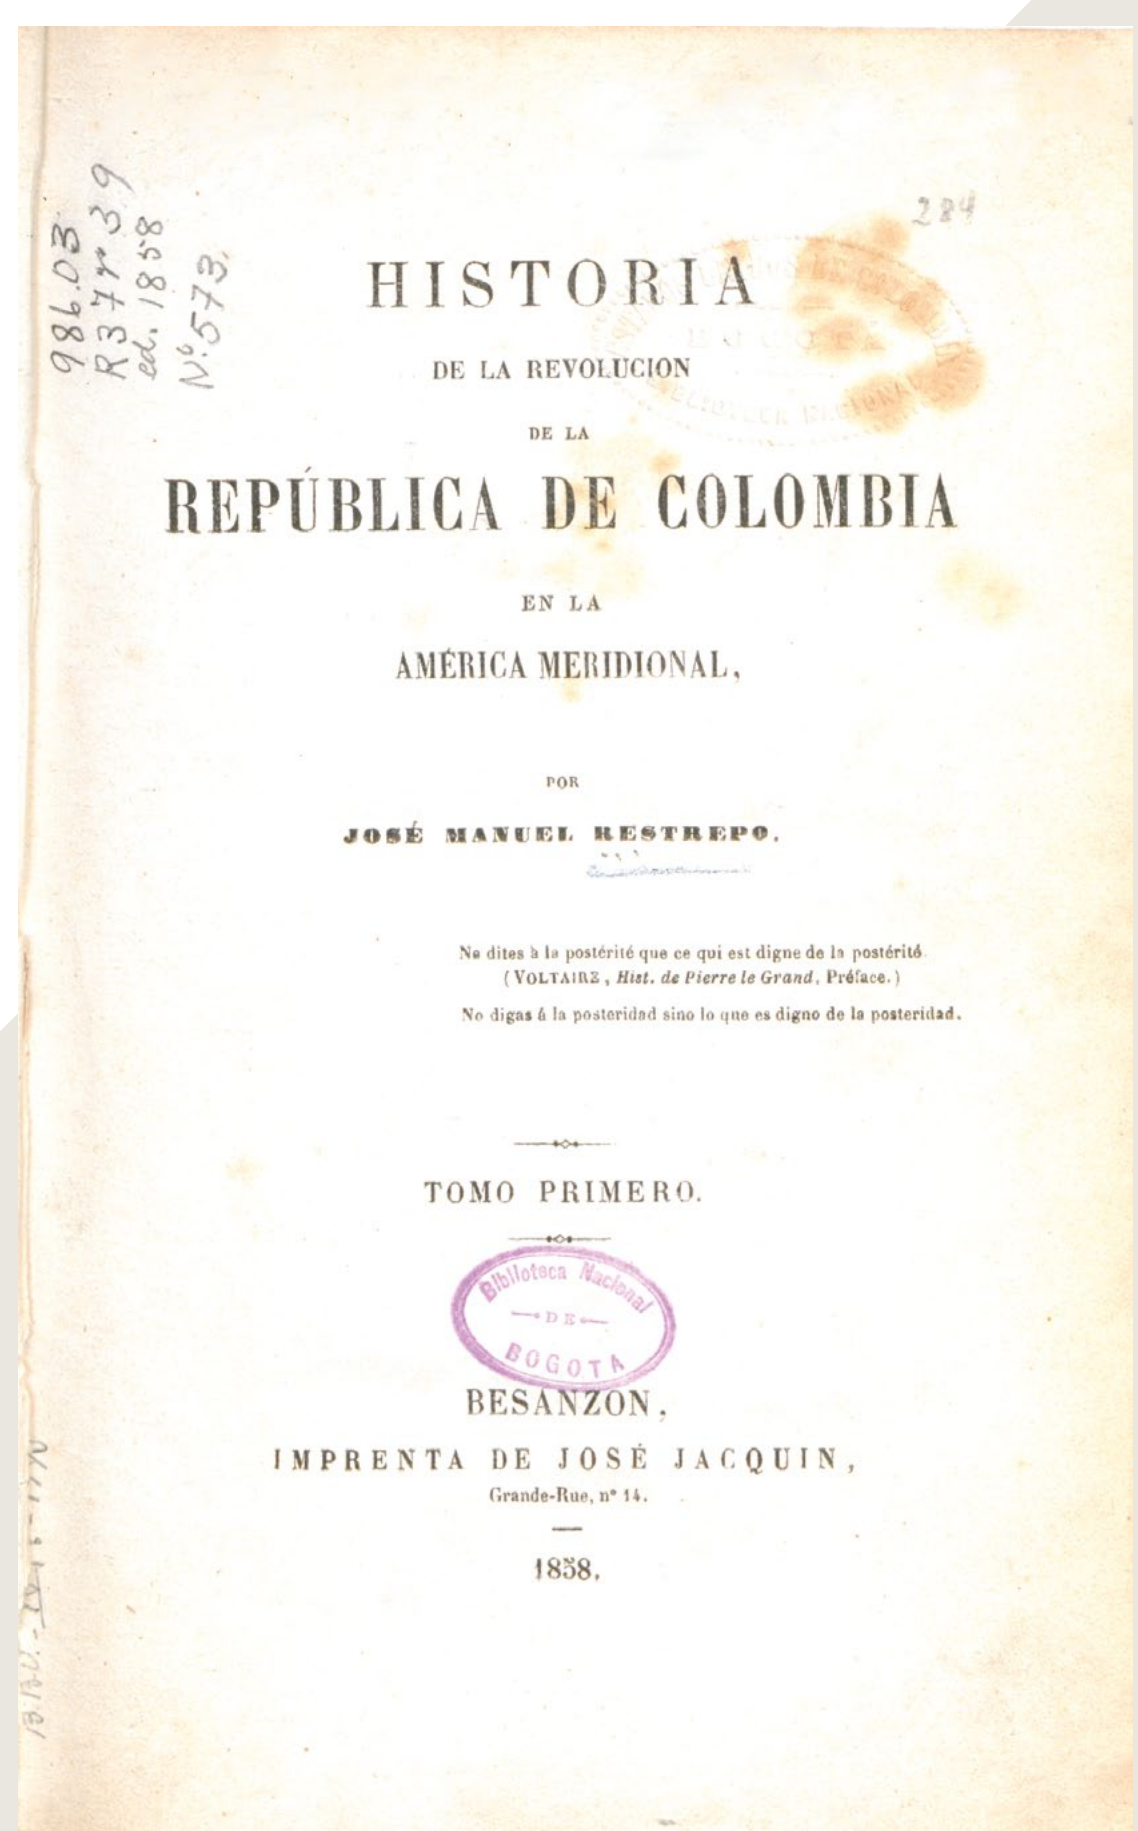 986.03
R377r39
ed. 1858
Nº 573.
284
HISTORIA
DE LA REVOLUCION
DE LA
REPÚBLICA DE COLOMBIA
EN LA
AMÉRICA MERIDIONAL,
POR
JOSÉ MANUEL RESTREPO.
Ne dites à la postérité que ce qui est digne de la postérité.
(VOLTAIRE, Hist. de Pierre le Grand, Préface.)
No digas á la posteridad sino lo que es digno de la posteridad.
TOMO PRIMERO.
Biblioteca Nacional
DE
BOGOTA
BESANZON,
IMPRENTA DE JOSÉ JACQUIN,
Grande-Rue, nº 14.
1858.